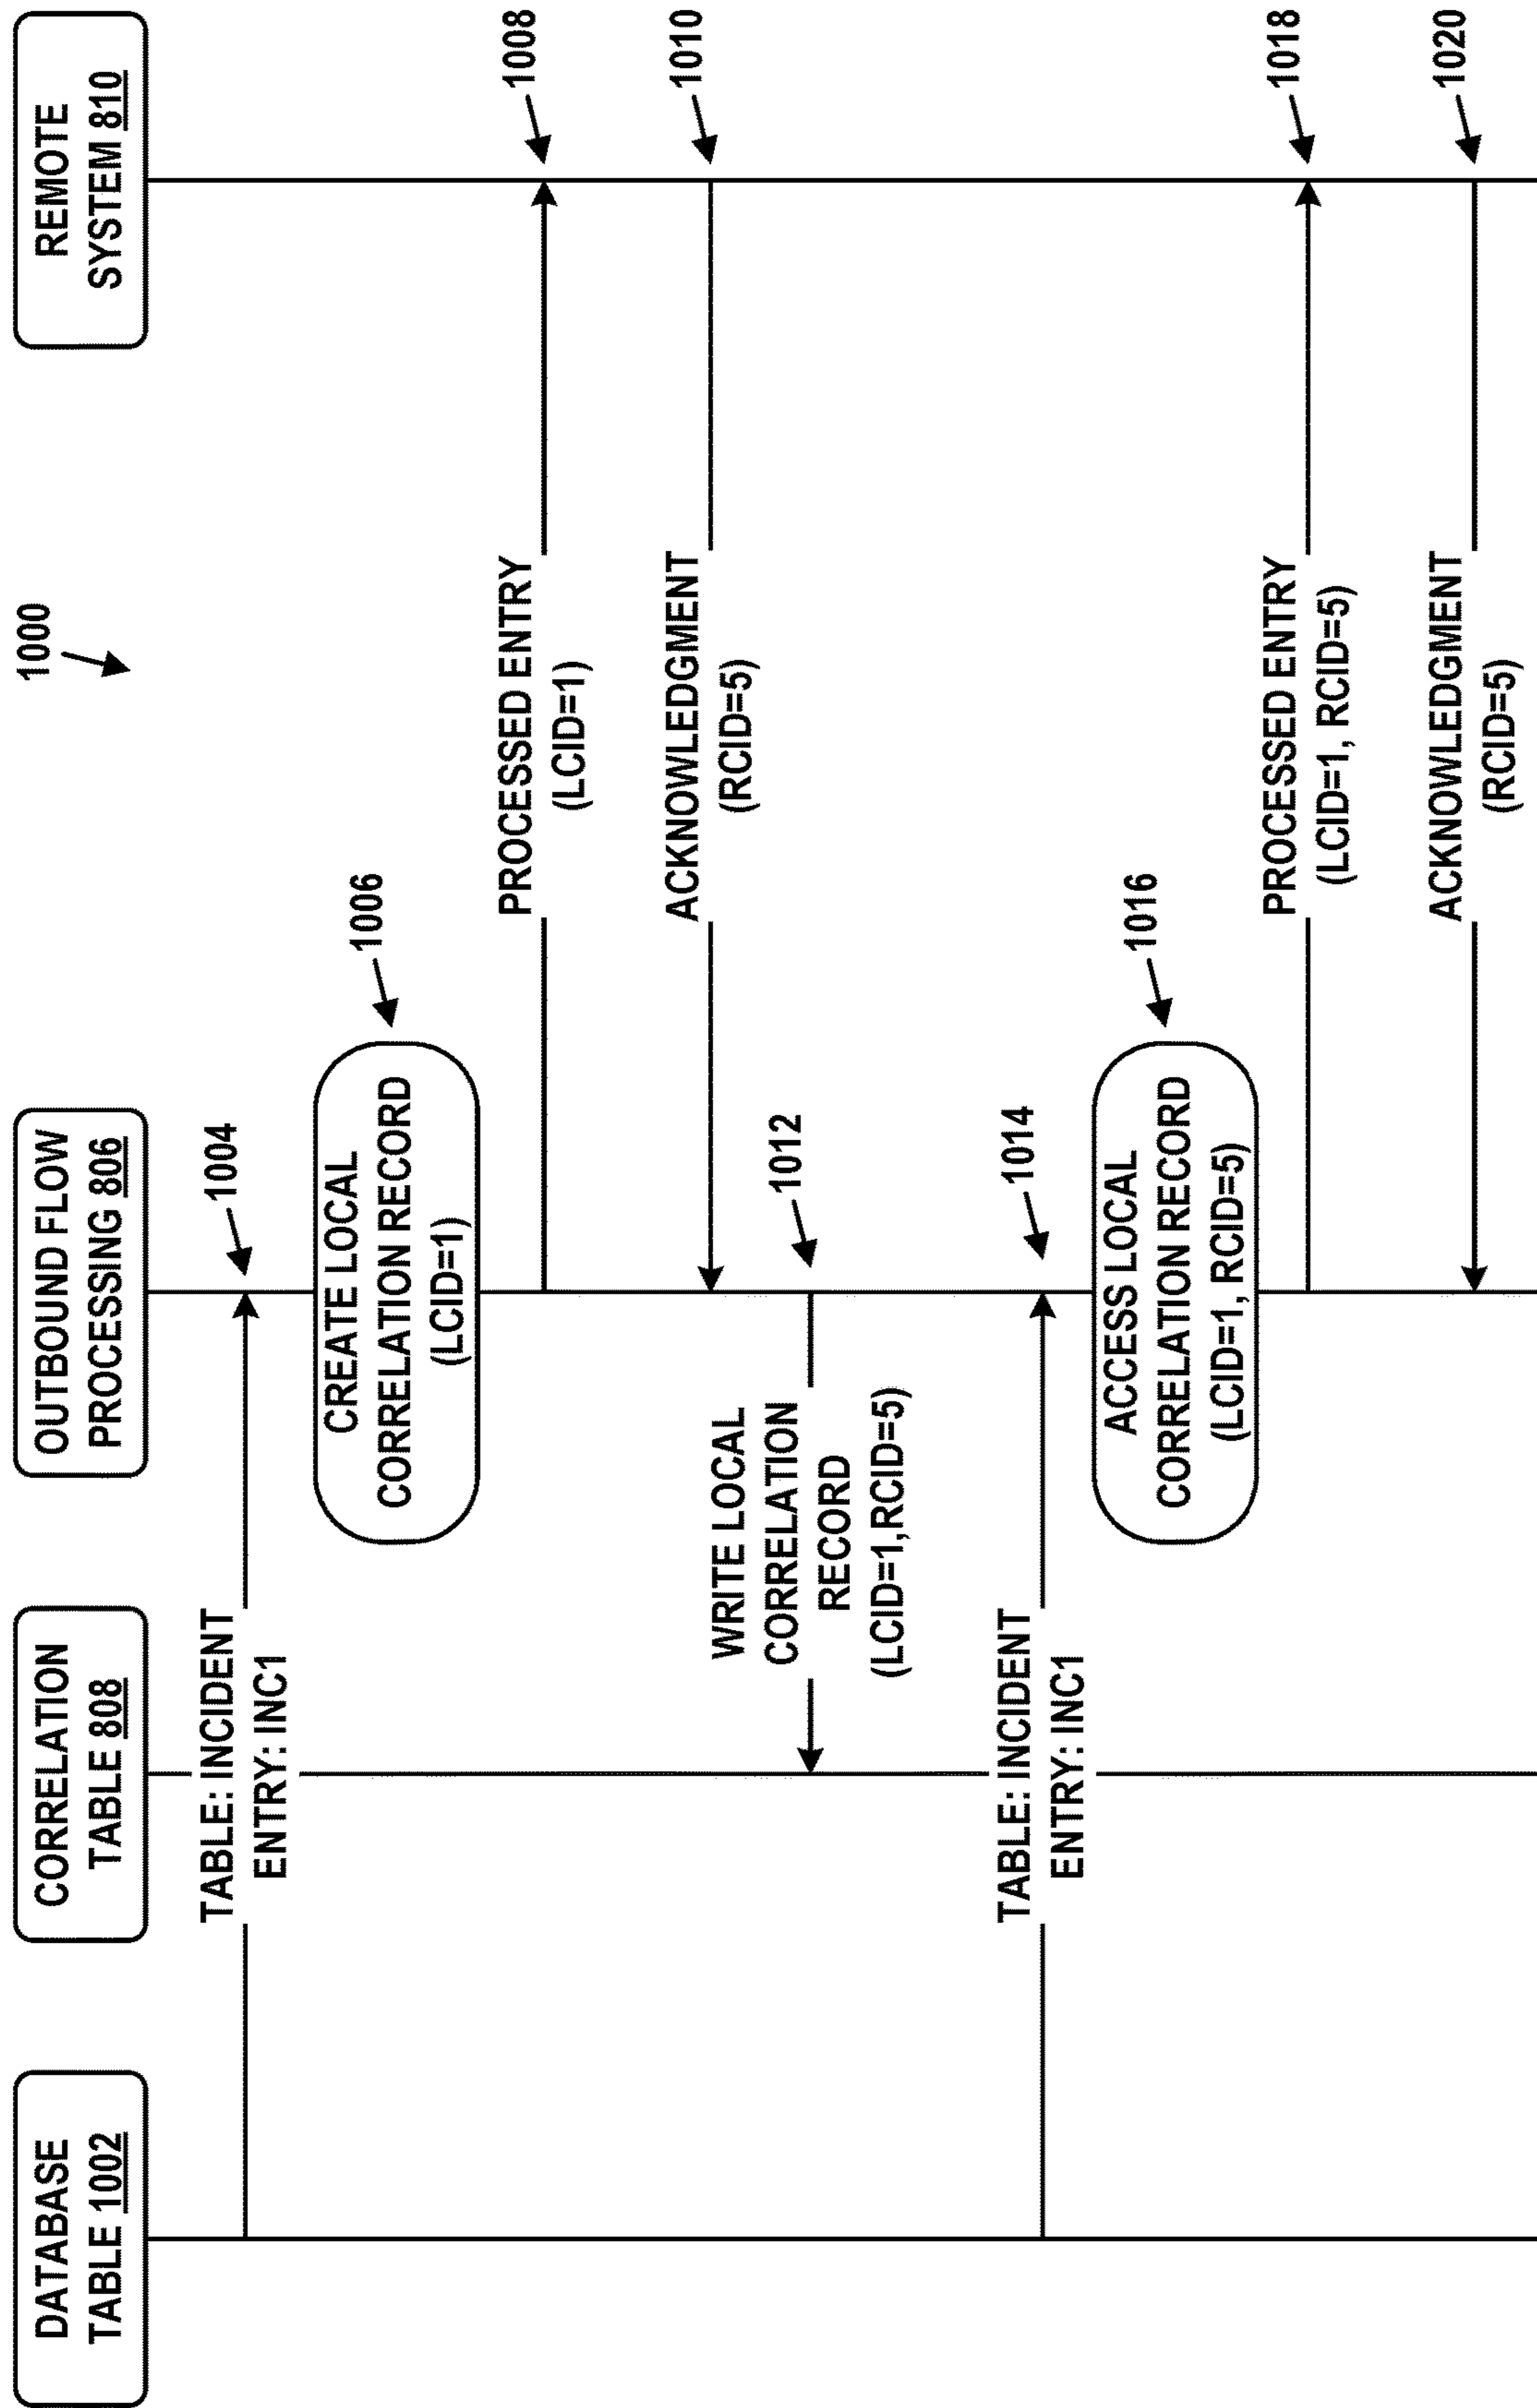 1000
DATABASE
TABLE 1002
CORRELATION
TABLE 808
OUTBOUND FLOW
PROCESSING 806
REMOTE
SYSTEM 810
TABLE: INCIDENT
ENTRY: INC1
1004
CREATE LOCAL
CORRELATION RECORD
(LCID=1)
1006
PROCESSED ENTRY
(LCID=1)
1008
ACKNOWLEDGMENT
(RCID=5)
1010
WRITE LOCAL
CORRELATION
RECORD
(LCID=1,RCID=5)
1012
TABLE: INCIDENT
ENTRY: INC1
1014
ACCESS LOCAL
CORRELATION RECORD
(LCID=1, RCID=5)
1016
PROCESSED ENTRY
(LCID=1, RCID=5)
1018
ACKNOWLEDGMENT
(RCID=5)
1020